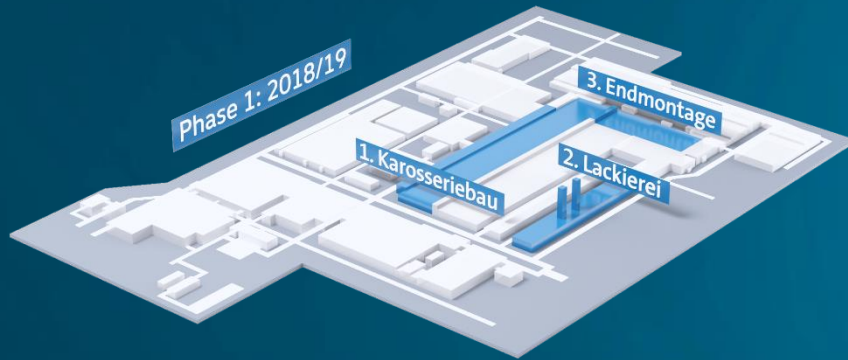 Phase 1: 2018/19
3. Endmontage
1. Karosseriebau
2. Lackierei